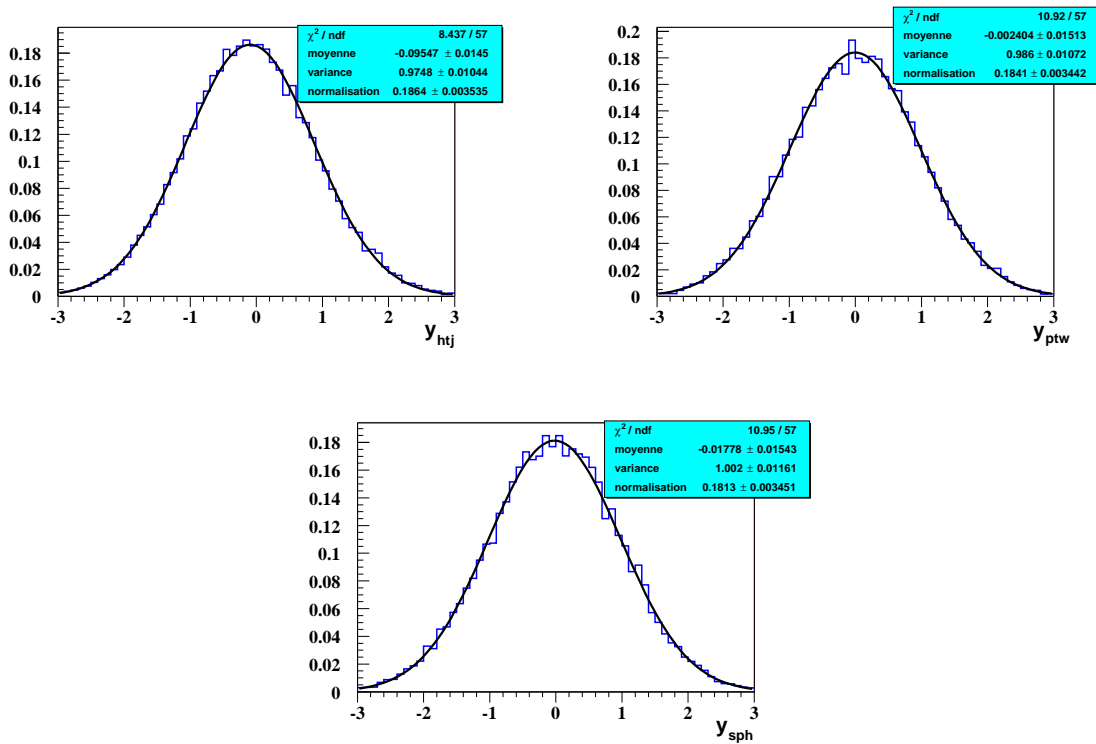 χ² / ndf 8.437 / 57
moyenne -0.09547 ± 0.0145
variance 0.9748 ± 0.01044
normalisation 0.1864 ± 0.003535
0.18
0.16
0.14
0.12
0.1
0.08
0.06
0.04
0.02
0
-3 -2 -1 0 1 2 3
y_htj
χ² / ndf 10.92 / 57
moyenne -0.002404 ± 0.01513
variance 0.986 ± 0.01072
normalisation 0.1841 ± 0.003442
0.2
0.18
0.16
0.14
0.12
0.1
0.08
0.06
0.04
0.02
0
-3 -2 -1 0 1 2 3
y_ptw
χ² / ndf 10.95 / 57
moyenne -0.01778 ± 0.01543
variance 1.002 ± 0.01161
normalisation 0.1813 ± 0.003451
0.18
0.16
0.14
0.12
0.1
0.08
0.06
0.04
0.02
0
-3 -2 -1 0 1 2 3
y_sph